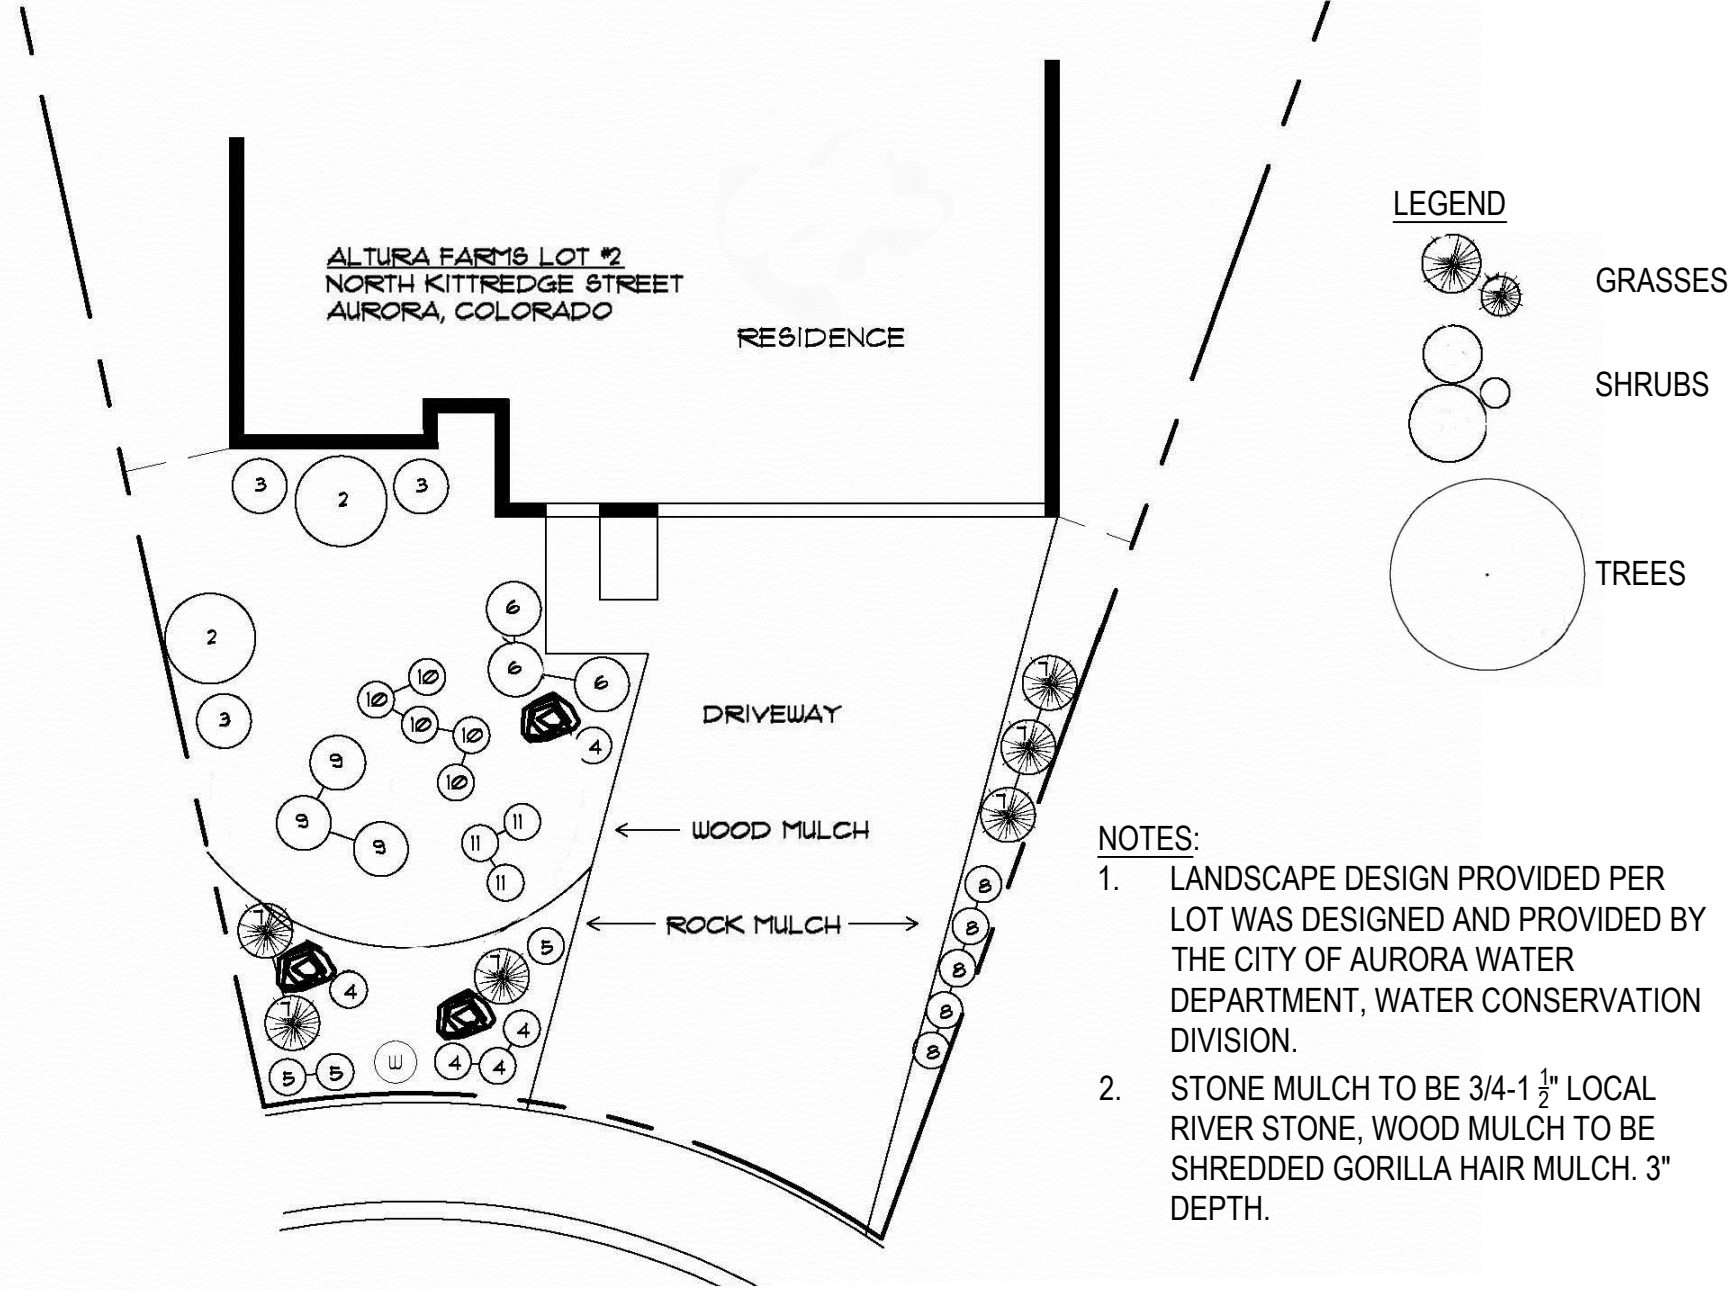 ALTURA FARMS LOT #2
NORTH KITTREDGE STREET
AURORA, COLORADO
RESIDENCE
LEGEND
GRASSES
SHRUBS
TREES
3
2
3
6
2
6
6
10
10
10
10
10
3
4
9
9
9
11
11
11
DRIVEWAY
WOOD MULCH
ROCK MULCH
7
7
7
8
8
8
8
8
7
7
4
5
7
4
4
4
5
5
W
NOTES:
1. LANDSCAPE DESIGN PROVIDED PER
LOT WAS DESIGNED AND PROVIDED BY
THE CITY OF AURORA WATER
DEPARTMENT, WATER CONSERVATION
DIVISION.
2. STONE MULCH TO BE 3/4-1 1/2" LOCAL
RIVER STONE, WOOD MULCH TO BE
SHREDDED GORILLA HAIR MULCH. 3"
DEPTH.